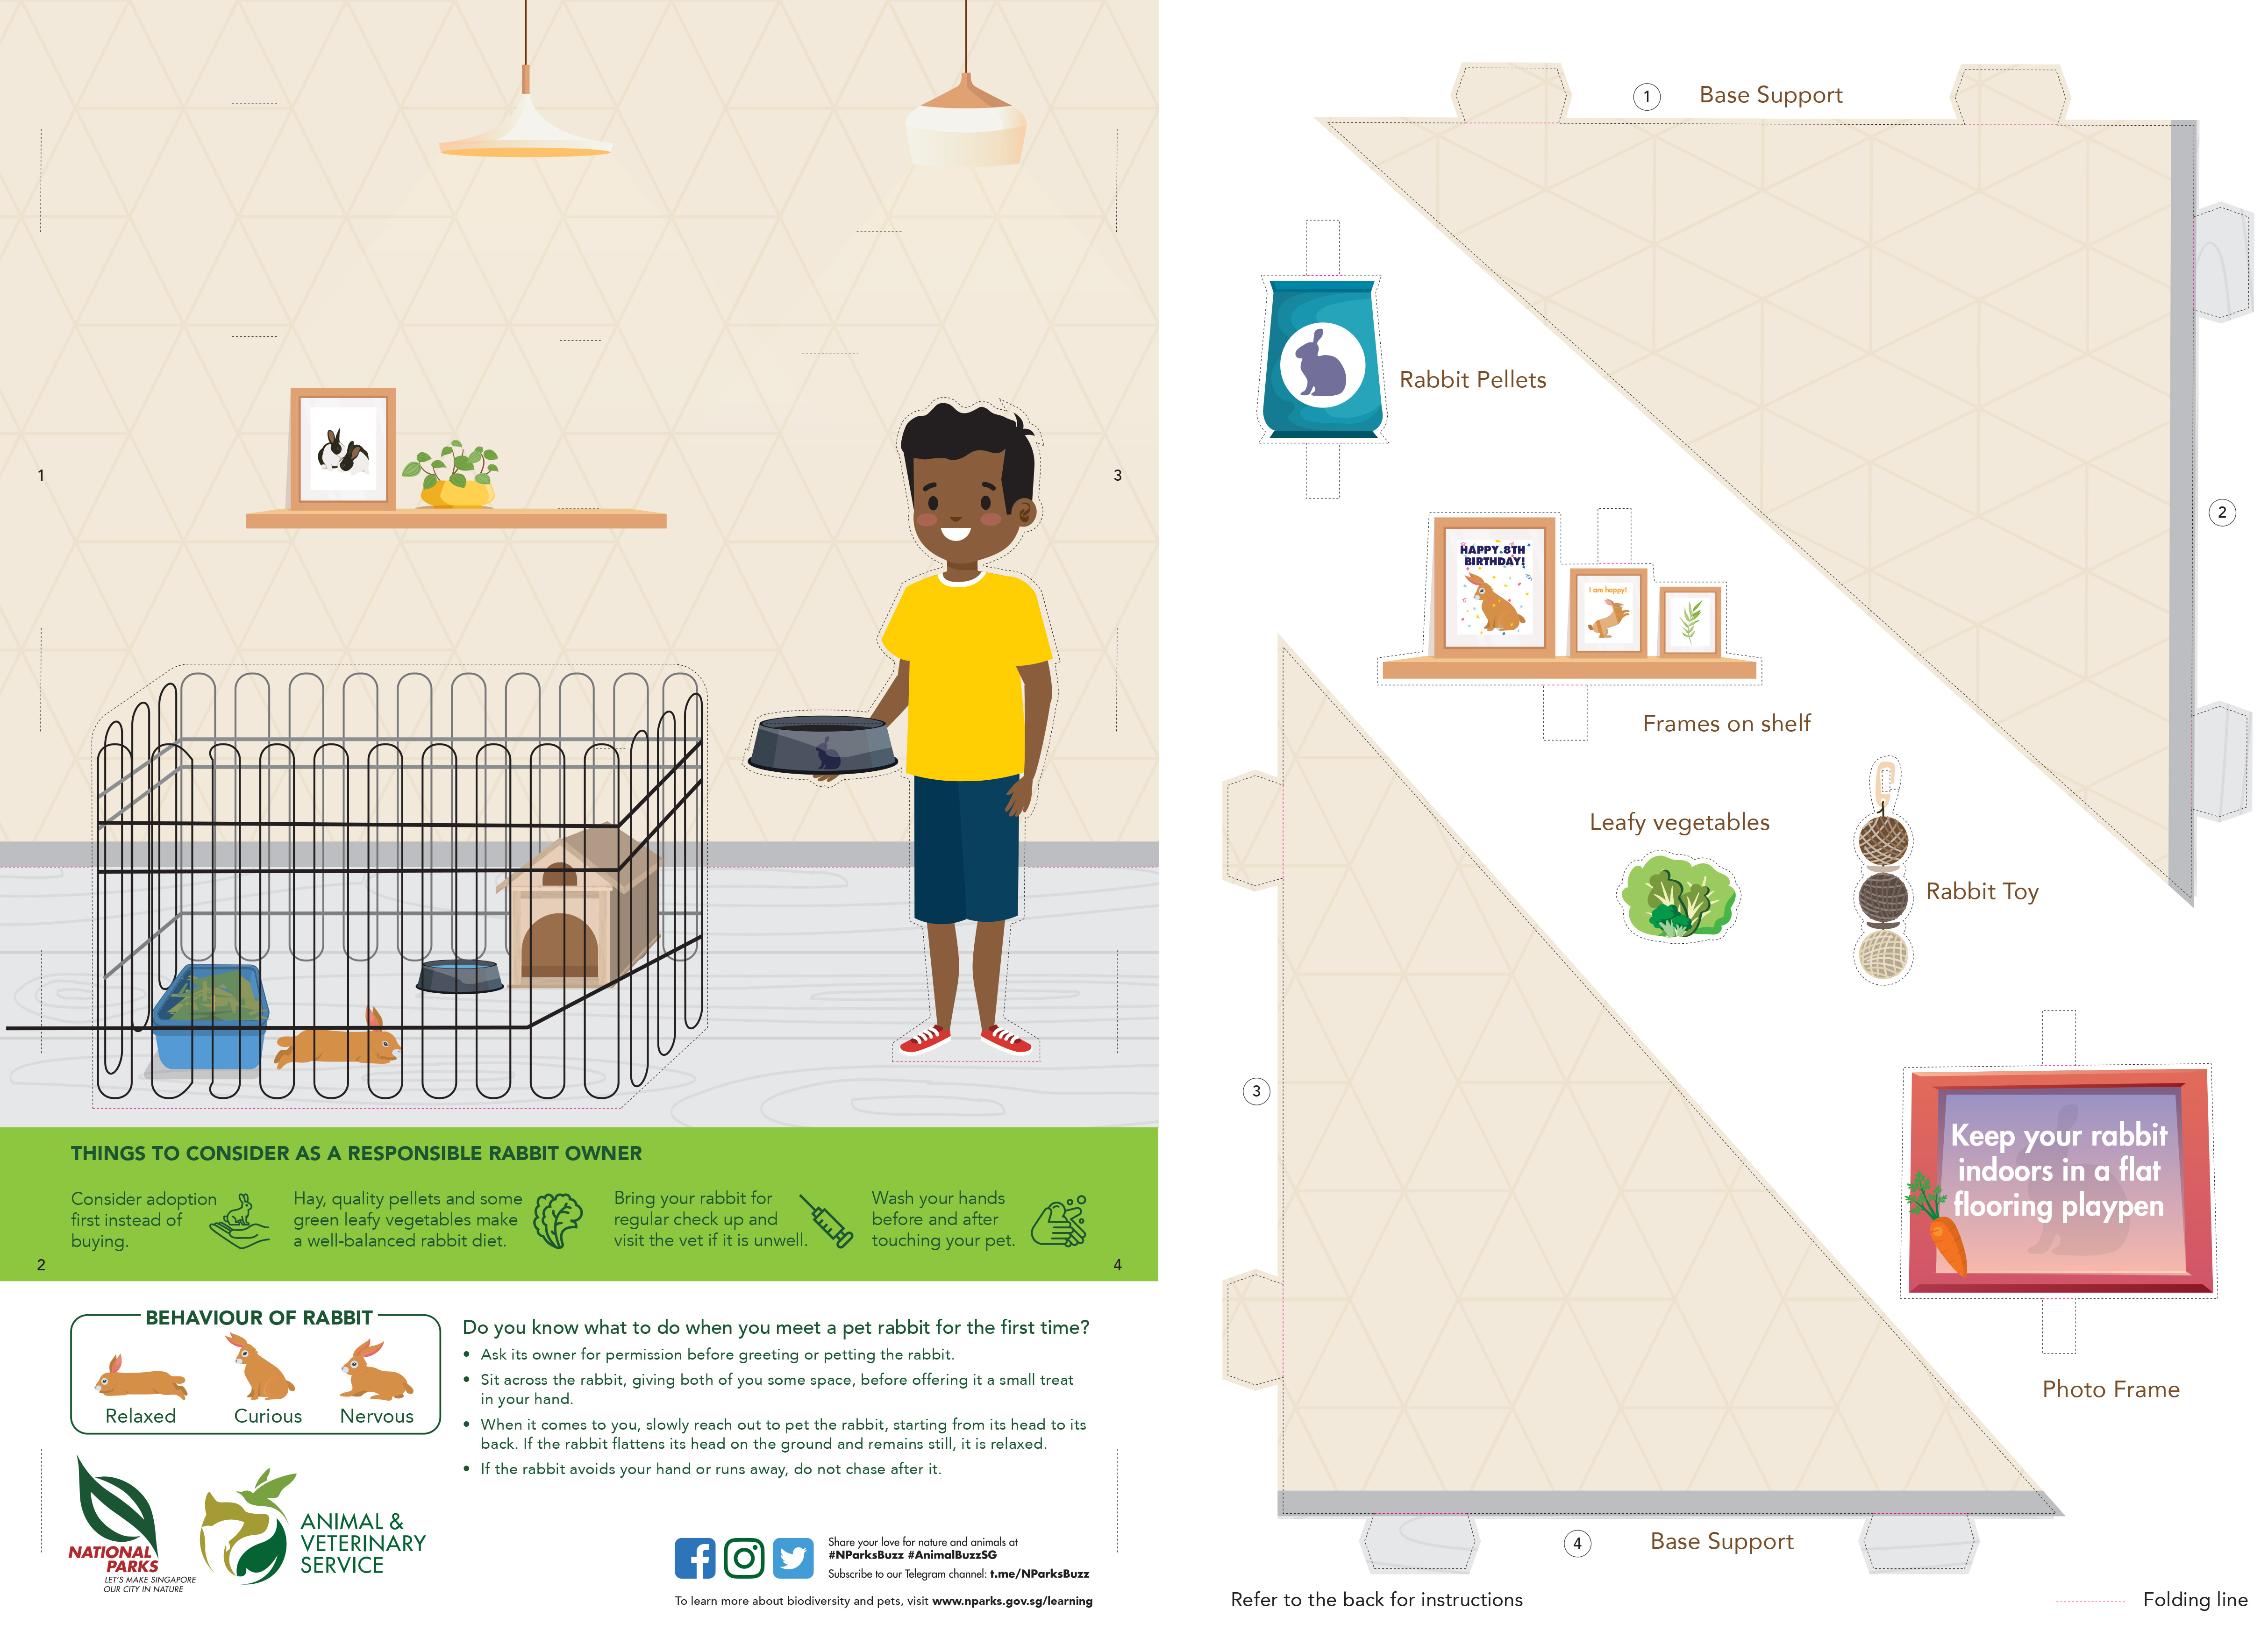 1
3
THINGS TO CONSIDER AS A RESPONSIBLE RABBIT OWNER
Consider adoption
first instead of
buying.
Hay, quality pellets and some
green leafy vegetables make
a well-balanced rabbit diet.
Bring your rabbit for
regular check up and
visit the vet if it is unwell.
Wash your hands
before and after
touching your pet.
2
4
BEHAVIOUR OF RABBIT
Relaxed
Curious
Nervous
Do you know what to do when you meet a pet rabbit for the first time?
• Ask its owner for permission before greeting or petting the rabbit.
• Sit across the rabbit, giving both of you some space, before offering it a small treat
in your hand.
• When it comes to you, slowly reach out to pet the rabbit, starting from its head to its
back. If the rabbit flattens its head on the ground and remains still, it is relaxed.
• If the rabbit avoids your hand or runs away, do not chase after it.
NATIONAL
PARKS
LET'S MAKE SINGAPORE
OUR CITY IN NATURE
ANIMAL &
VETERINARY
SERVICE
Share your love for nature and animals at
#NParksBuzz #AnimalBuzzSG
Subscribe to our Telegram channel: t.me/NParksBuzz
To learn more about biodiversity and pets, visit www.nparks.gov.sg/learning
1
Base Support
Rabbit Pellets
2
HAPPY 8TH
BIRTHDAY!
I am happy!
Frames on shelf
Leafy vegetables
Rabbit Toy
3
Keep your rabbit
indoors in a flat
flooring playpen
Photo Frame
4
Base Support
Refer to the back for instructions
Folding line